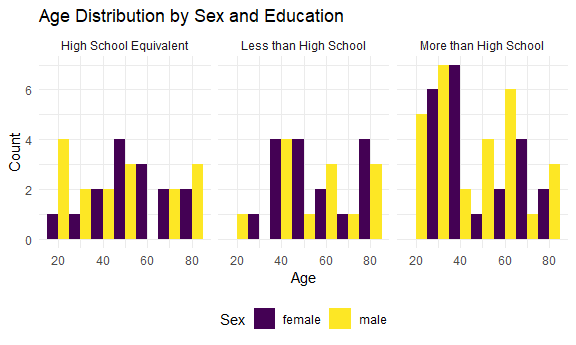 Age Distribution by Sex and Education
High School Equivalent
Less than High School
More than High School
Count
6
4
2
0
20 40 60 80
20 40 60 80
20 40 60 80
Age
Sex female male